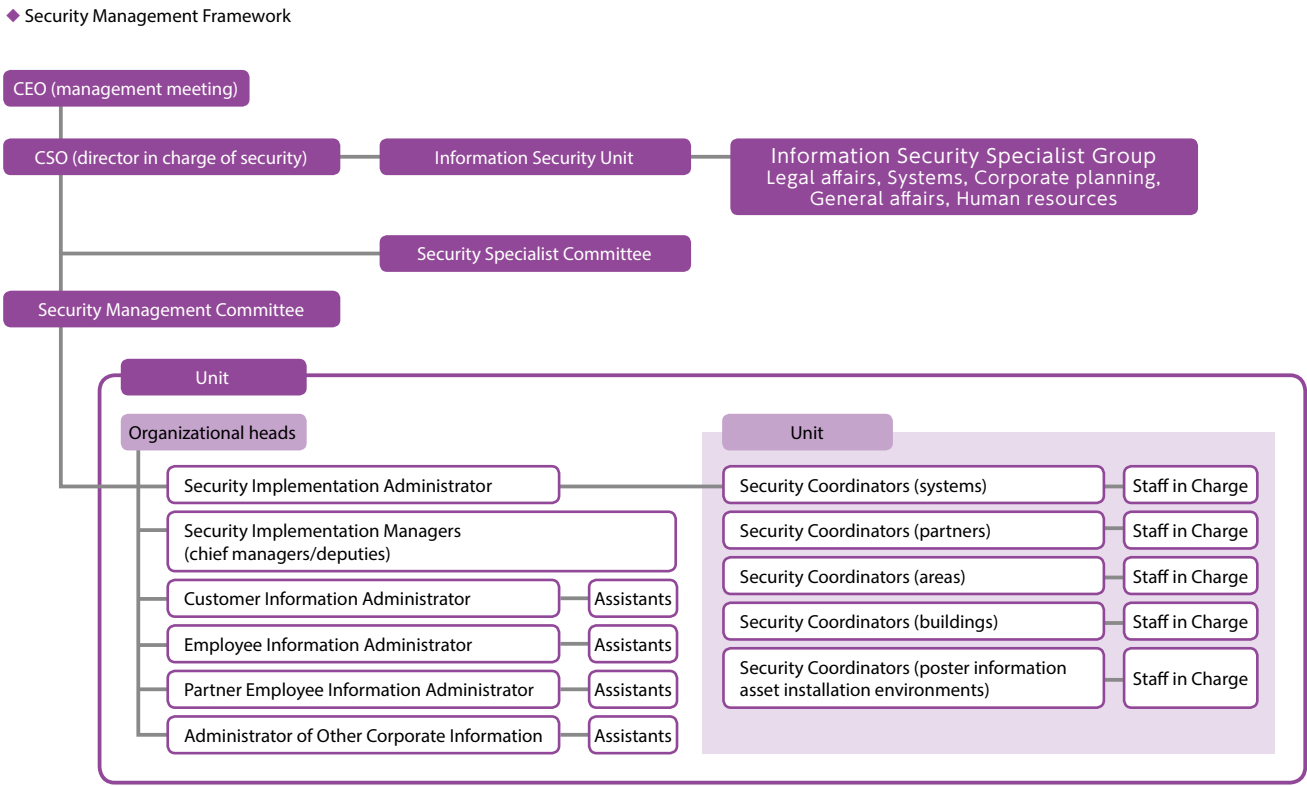 ◆ Security Management Framework
CEO (management meeting)
CSO (director in charge of security)
Information Security Unit
Information Security Specialist Group
Legal affairs, Systems, Corporate planning,
General affairs, Human resources
Security Specialist Committee
Security Management Committee
Unit
Organizational heads
Security Implementation Administrator
Security Implementation Managers
(chief managers/deputies)
Customer Information Administrator
Assistants
Employee Information Administrator
Assistants
Partner Employee Information Administrator
Assistants
Administrator of Other Corporate Information
Assistants
Unit
Security Coordinators (systems)
Staff in Charge
Security Coordinators (partners)
Staff in Charge
Security Coordinators (areas)
Staff in Charge
Security Coordinators (buildings)
Staff in Charge
Security Coordinators (poster information
asset installation environments)
Staff in Charge